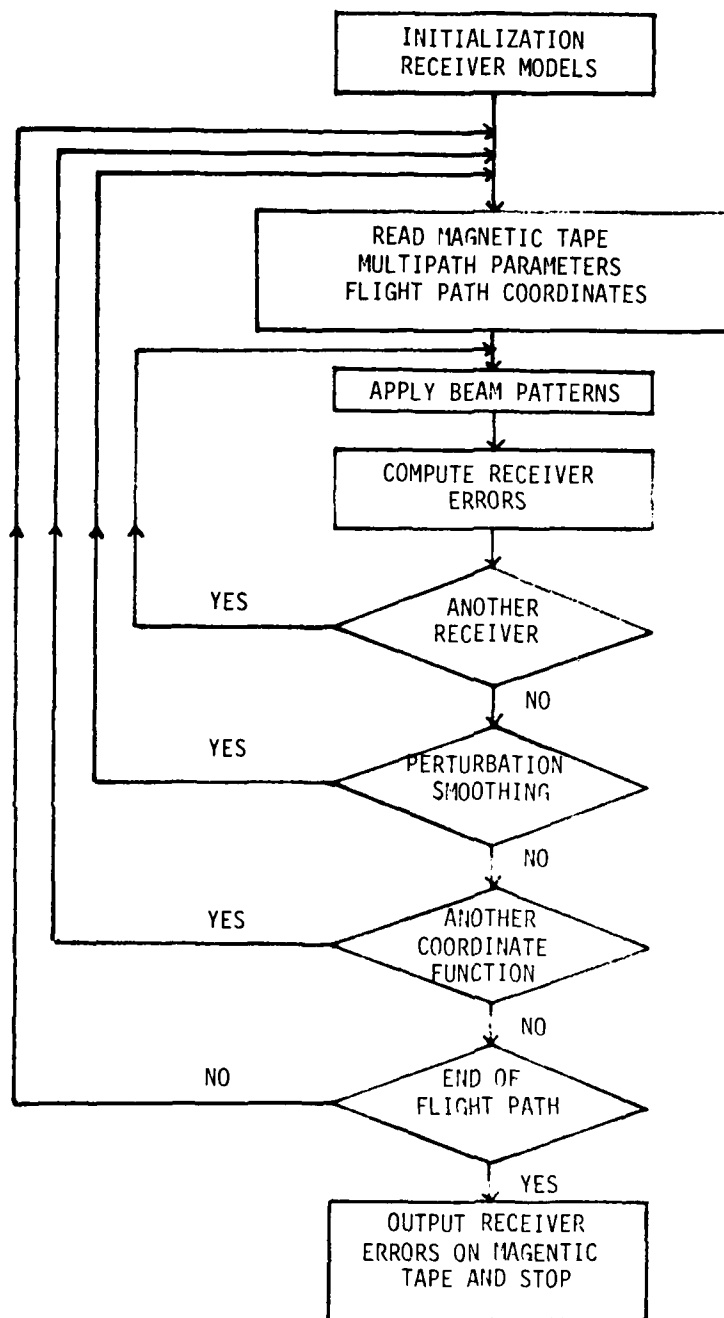 INITIALIZATION
RECEIVER MODELS
READ MAGNETIC TAPE
MULTIPATH PARAMETERS
FLIGHT PATH COORDINATES
APPLY BEAM PATTERNS
COMPUTE RECEIVER
ERRORS
YES
ANOTHER
RECEIVER
NO
YES
PERTURBATION
SMOOTHING
NO
YES
ANOTHER
COORDINATE
FUNCTION
NO
NO
END OF
FLIGHT PATH
YES
OUTPUT RECEIVER
ERRORS ON MAGENTIC
TAPE AND STOP